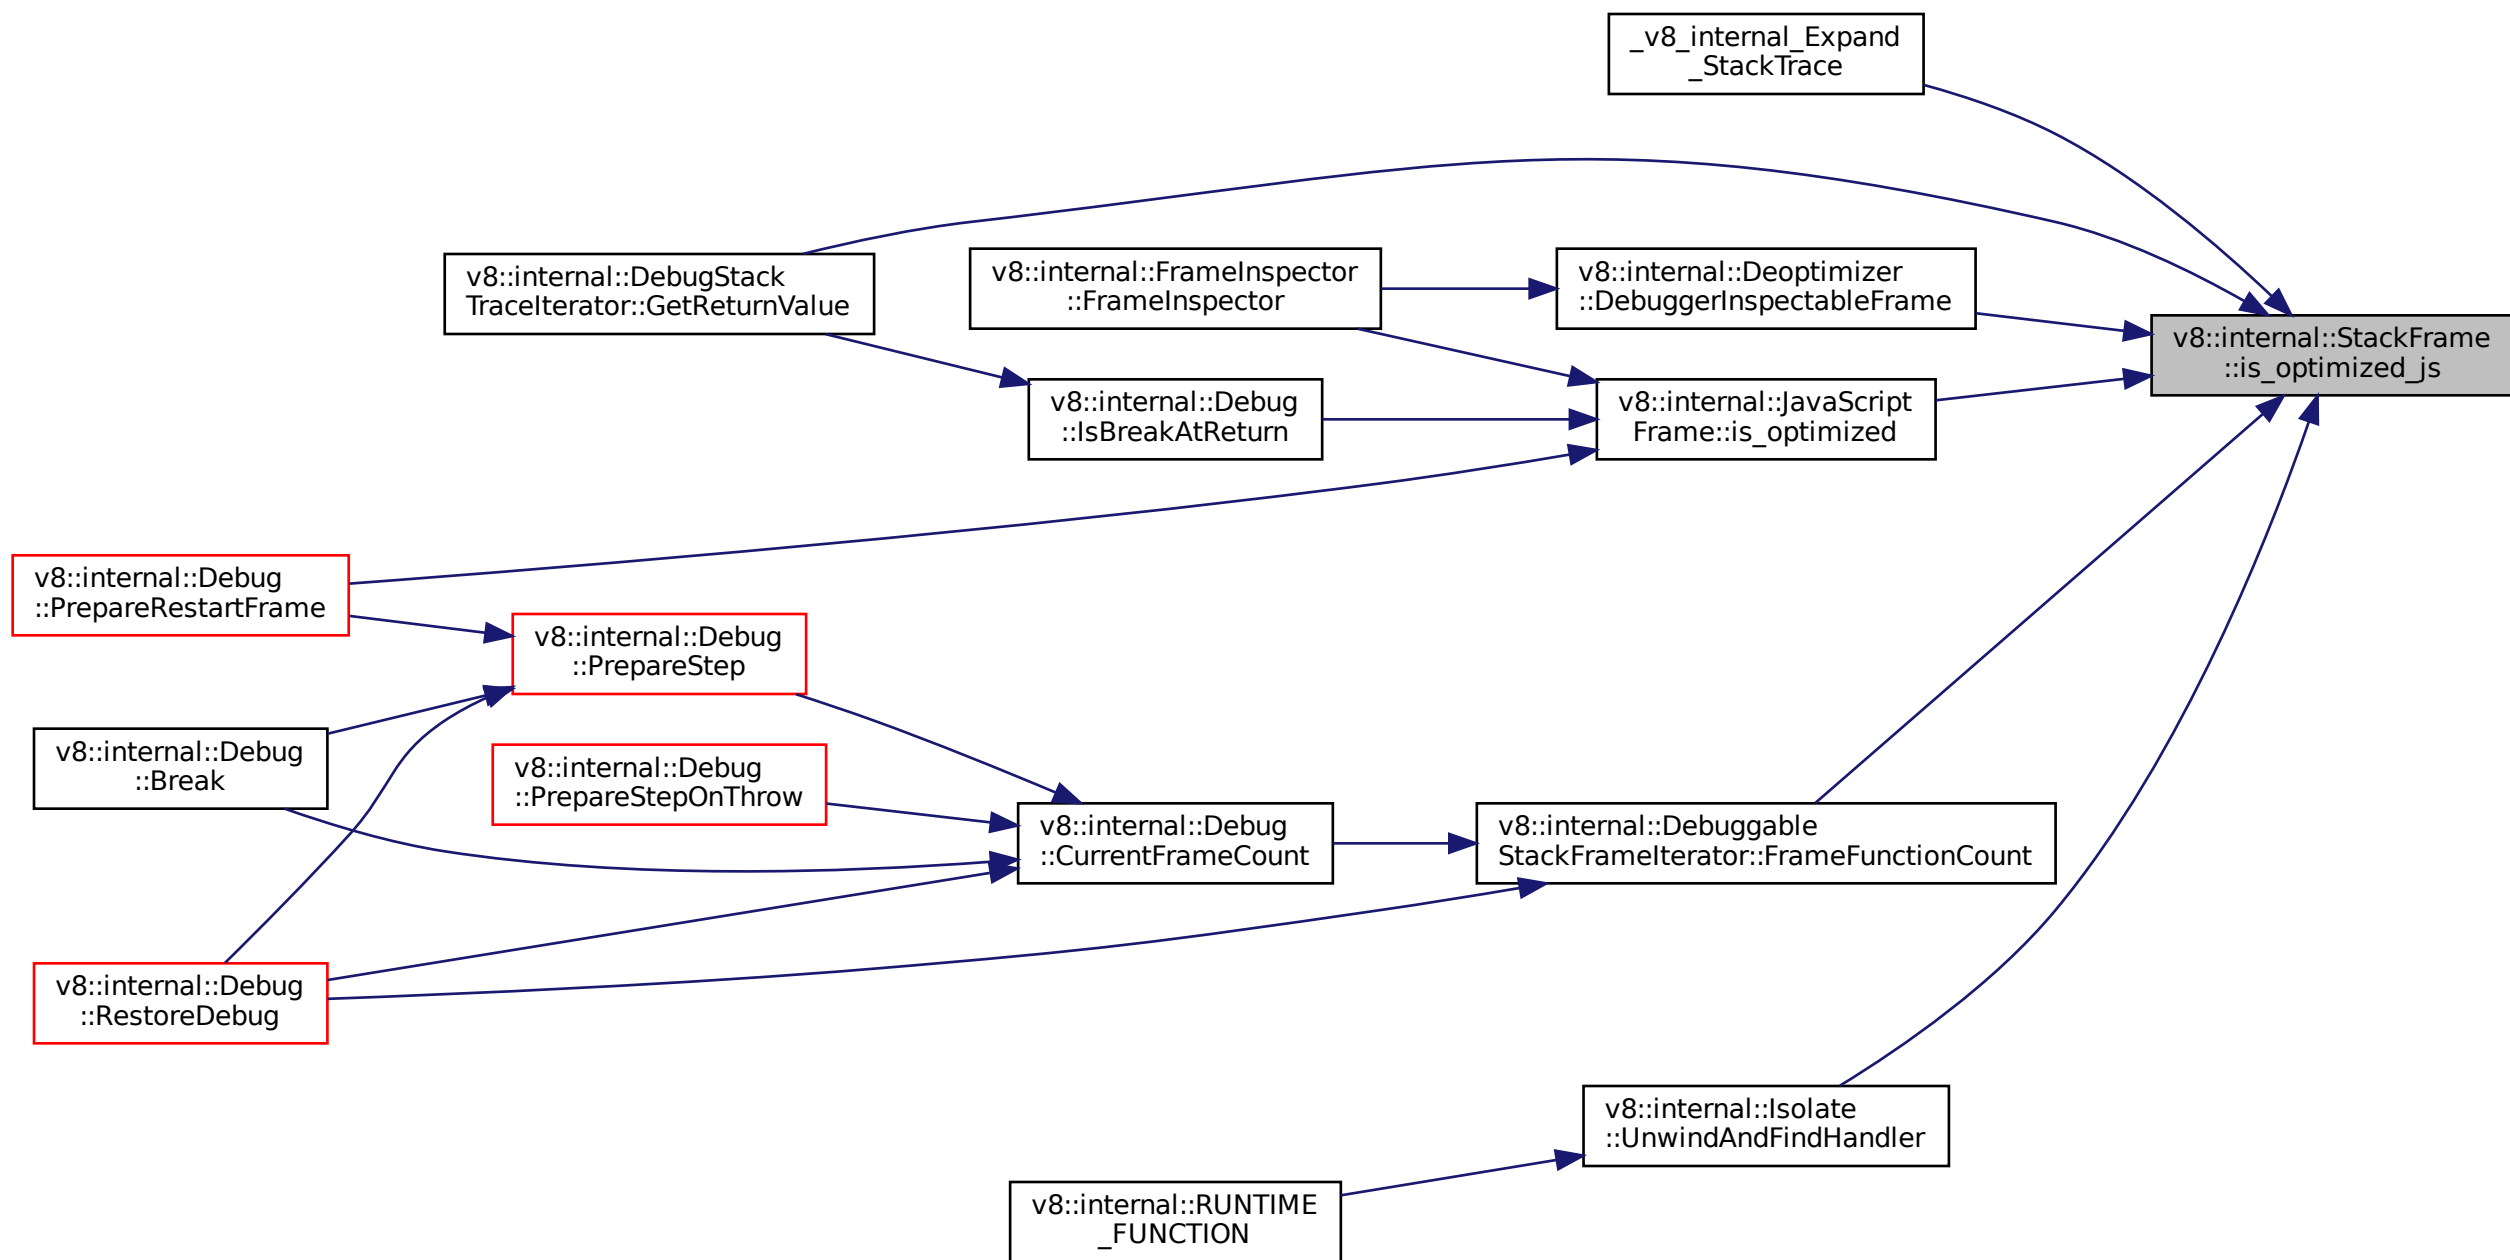 _v8_internal_Expand
_StackTrace
v8::internal::DebugStack
TraceIterator::GetReturnValue
v8::internal::FrameInspector
::FrameInspector
v8::internal::Deoptimizer
::DebuggerInspectableFrame
v8::internal::StackFrame
::is_optimized_js
v8::internal::Debug
::IsBreakAtReturn
v8::internal::JavaScript
Frame::is_optimized
v8::internal::Debug
::PrepareRestartFrame
v8::internal::Debug
::PrepareStep
v8::internal::Debug
::Break
v8::internal::Debug
::PrepareStepOnThrow
v8::internal::Debug
::CurrentFrameCount
v8::internal::Debuggable
StackFrameIterator::FrameFunctionCount
v8::internal::Debug
::RestoreDebug
v8::internal::Isolate
::UnwindAndFindHandler
v8::internal::RUNTIME
_FUNCTION